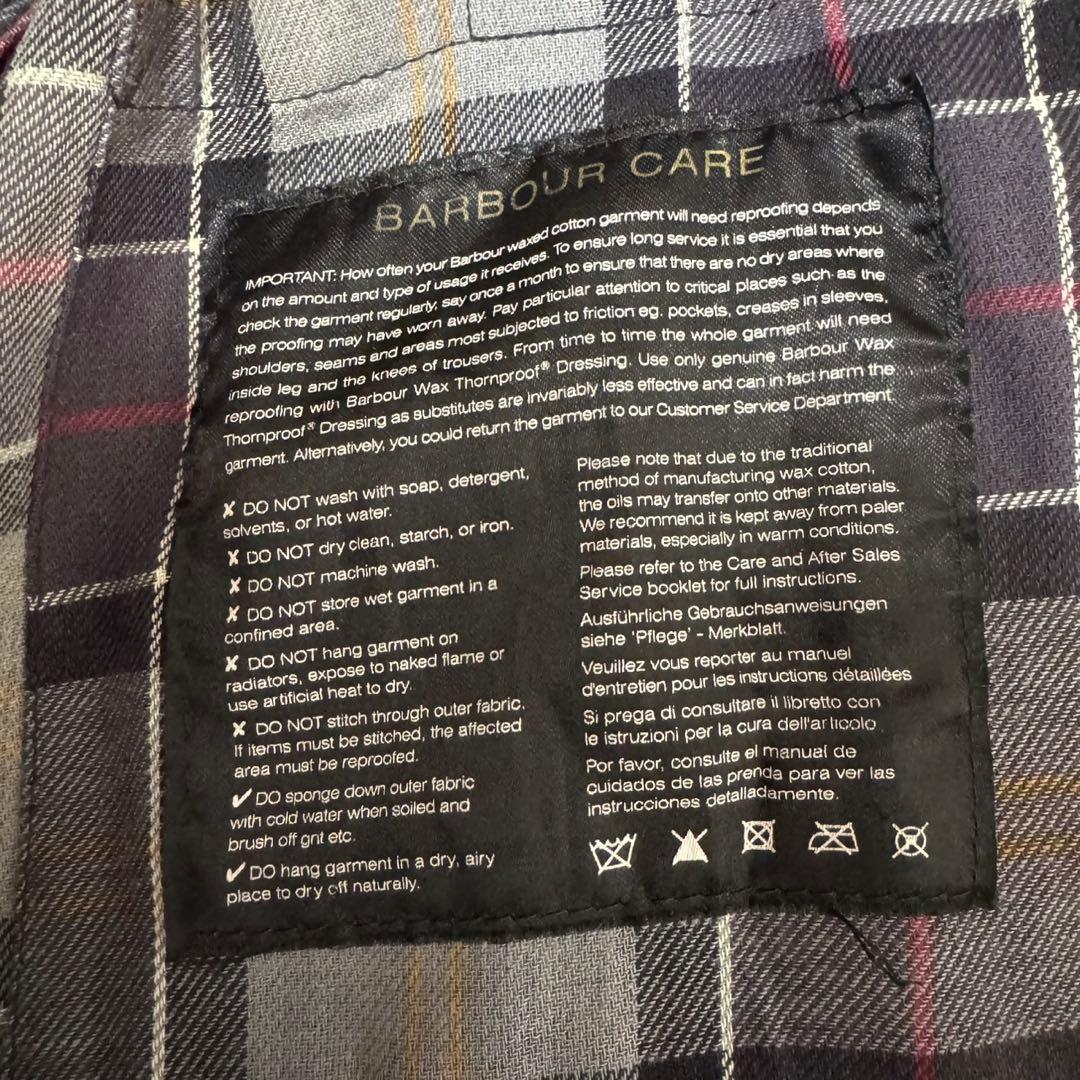 BARBOUR CARE
IMPORTANT: How often your Barbour waxed cotton garment will need reproofing depends
on the amount and type of usage it receives. To ensure long service it is essential that you
check the garment regularly, say once a month to ensure that there are no dry areas where
the proofing may have worn away. Pay particular attention to critical places such as the
shoulders, seams and areas most subjected to friction eg. pockets, creases in sleeves,
inside leg and the knees of trousers. From time to time the whole garment will need
reproofing with Barbour Wax Thornproof® Dressing. Use only genuine Barbour Wax
Thornproof® Dressing as substitutes are invariably less effective and can in fact harm the
garment. Alternatively, you could return the garment to our Customer Service Department.
✘ DO NOT wash with soap, detergent,
solvents, or hot water.
✘ DO NOT dry clean, starch, or iron.
✘ DO NOT machine wash.
✘ DO NOT store wet garment in a
confined area.
✘ DO NOT hang garment on
radiators, expose to naked flame or
use artificial heat to dry.
✘ DO NOT stitch through outer fabric.
If items must be stitched, the affected
area must be reproofed.
✔ DO sponge down outer fabric
with cold water when soiled and
brush off grit etc.
✔ DO hang garment in a dry, airy
place to dry off naturally.
Please note that due to the traditional
method of manufacturing wax cotton,
the oils may transfer onto other materials.
We recommend it is kept away from paler
materials, especially in warm conditions.
Please refer to the Care and After Sales
Service booklet for full instructions.
Ausführliche Gebrauchsanweisungen
siehe 'Pflege' - Merkblatt.
Veuillez vous reporter au manuel
d'entretien pour les instructions détaillées
Si prega di consultare il libretto con
le istruzioni per la cura dell'articolo
Por favor, consulte el manual de
cuidados de las prenda para ver las
instrucciones detalladamente.